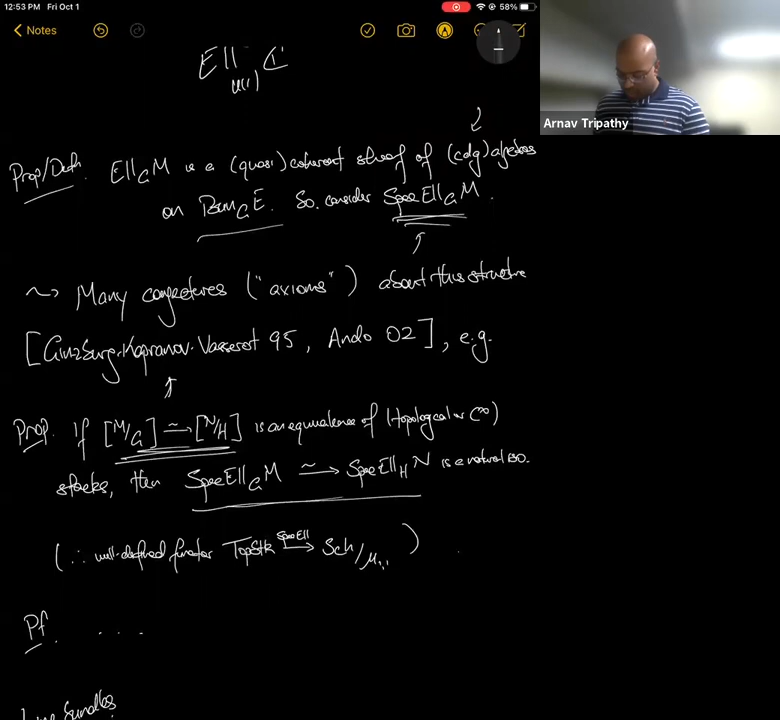 12:53 PM Fri Oct 1
58%
Notes
Arnav Tripathy
Ell
Prop/Defn: Ell_G M is a (quasi)coherent sheaf of (cdg) algebras
on Bun_G E. So, consider Spec Ell_G M.
~> Many conjectures ("axioms") about this structure
[Ginzburg-Kapranov-Vasserot 95, Ando 02], e.g.
Prop. If [M/G] ≃→ [N/H] is an equivalence of (topological or C^∞)
stacks, then Spec Ell_G M ~→ Spec Ell_H N is a natural iso.
(∴ well-defined functor TopStk Spec Ell→ Sch/M_{1,1} )
Pf. ....
Line bundles